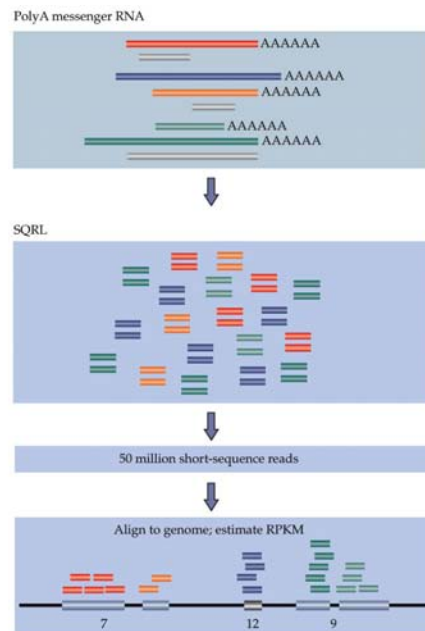 PolyA messenger RNA
AAAAAA
AAAAAA
AAAAAA
AAAAAA
AAAAAA
SQRL
50 million short-sequence reads
Align to genome; estimate RPKM
7 12 9